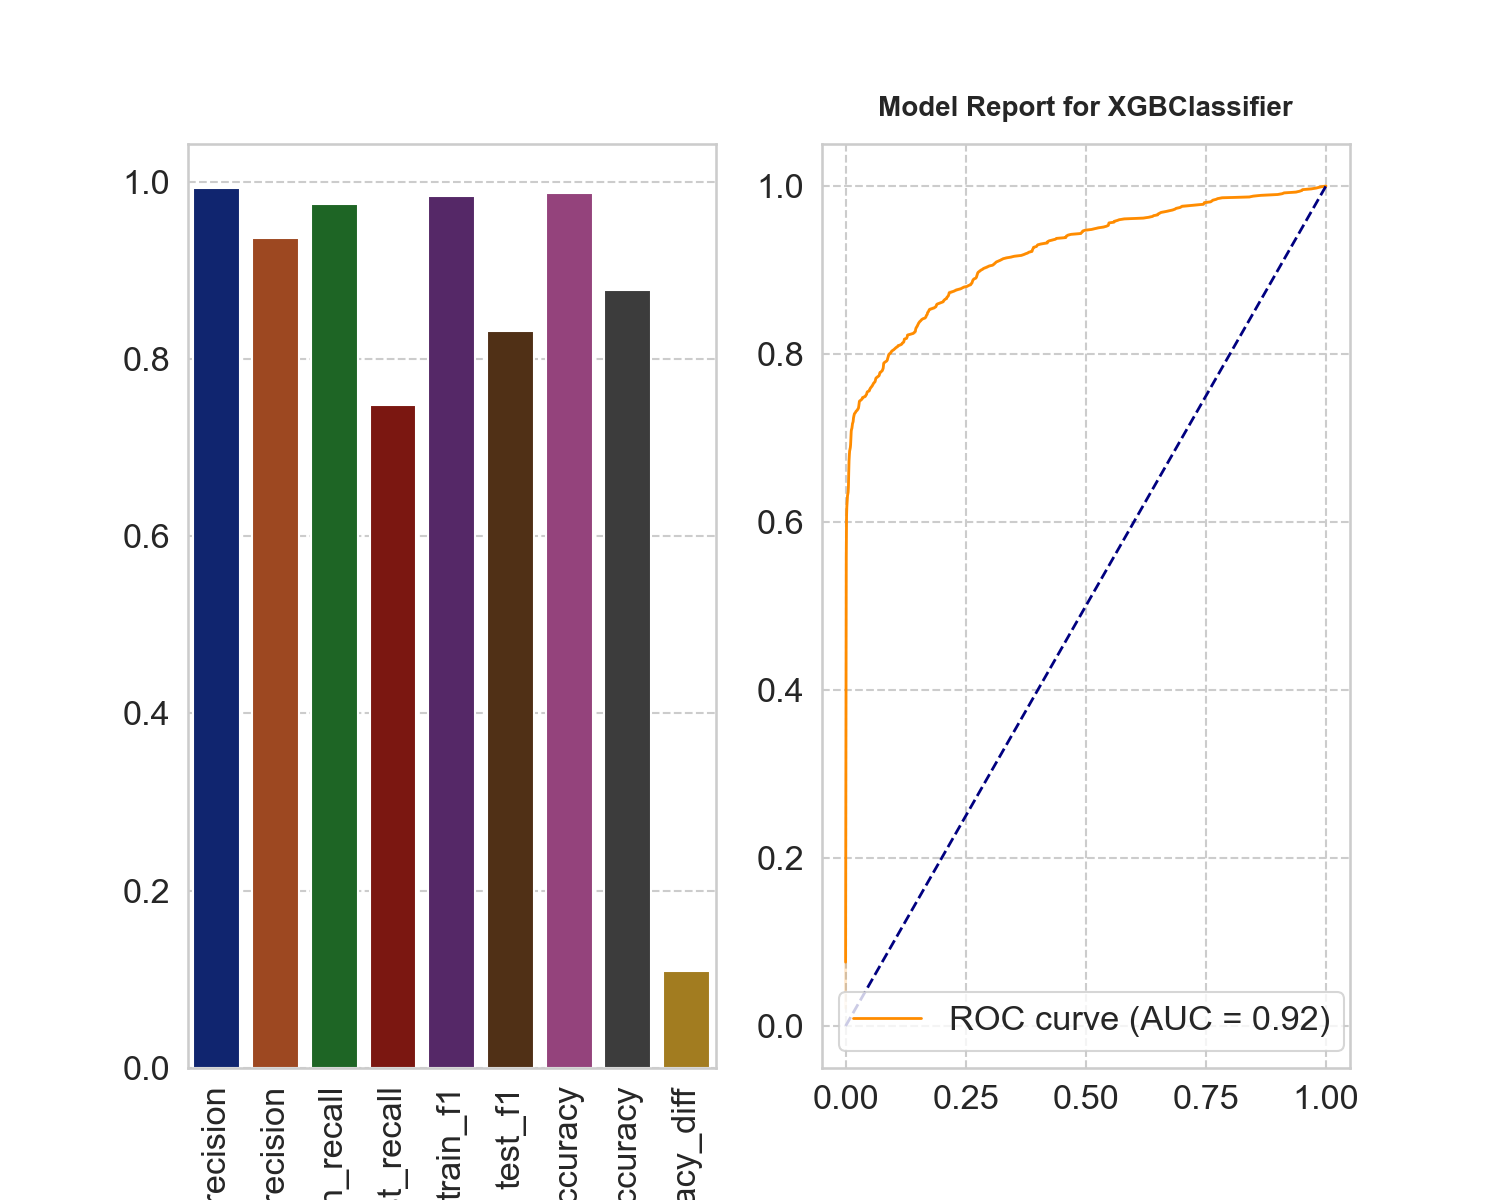 Model Report for XGBClassifier
1.0
0.8
0.6
0.4
0.2
0.0
recision
recision
n_recall
t_recall
train_f1
test_f1
ccuracy
ccuracy
acy_diff
1.0
0.8
0.6
0.4
0.2
0.0
ROC curve (AUC = 0.92)
0.00 0.25 0.50 0.75 1.00